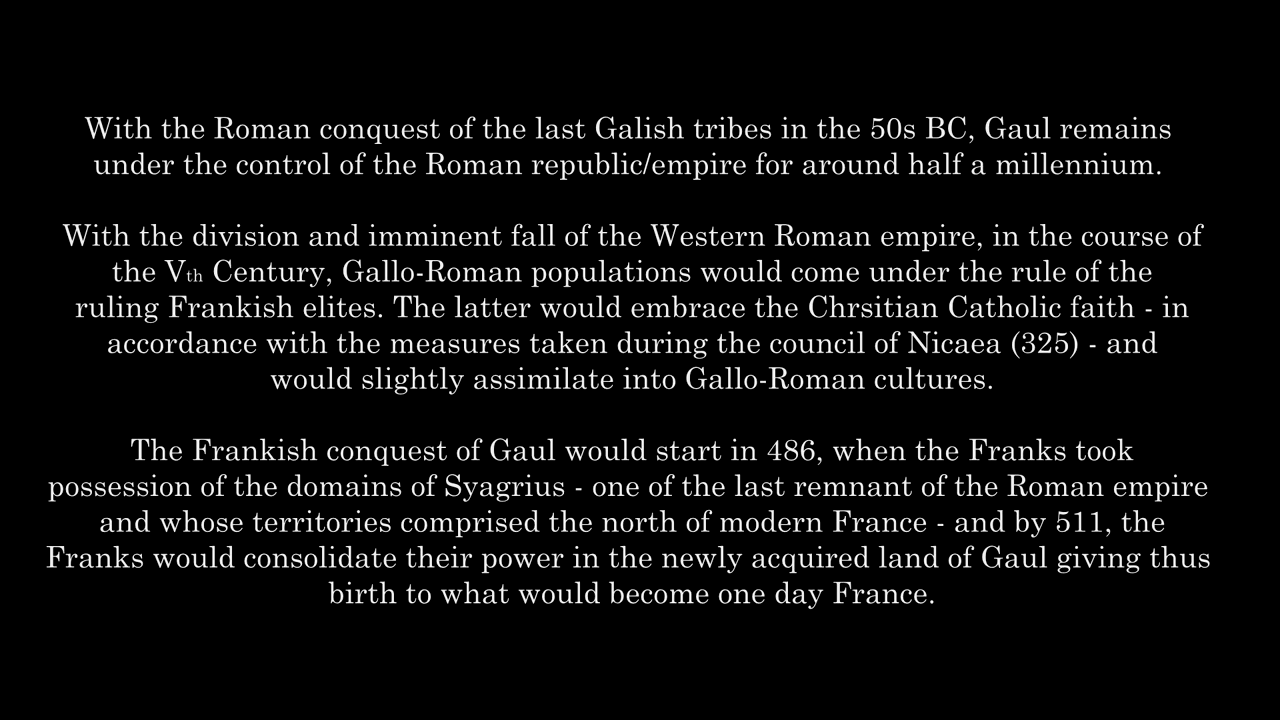 With the Roman conquest of the last Galish tribes in the 50s BC, Gaul remains
under the control of the Roman republic/empire for around half a millennium.
With the division and imminent fall of the Western Roman empire, in the course of
the Vth Century, Gallo-Roman populations would come under the rule of the
ruling Frankish elites. The latter would embrace the Chrsitian Catholic faith - in
accordance with the measures taken during the council of Nicaea (325) - and
would slightly assimilate into Gallo-Roman cultures.
The Frankish conquest of Gaul would start in 486, when the Franks took
possession of the domains of Syagrius - one of the last remnant of the Roman empire
and whose territories comprised the north of modern France - and by 511, the
Franks would consolidate their power in the newly acquired land of Gaul giving thus
birth to what would become one day France.